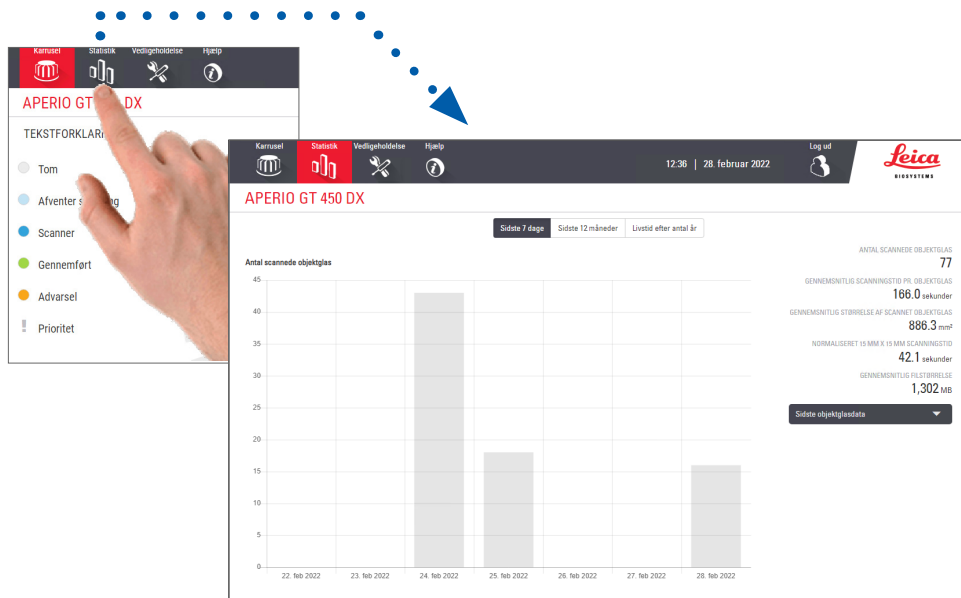 Karrusel Statistik Vedligeholdelse Hjælp
APERIO GT DX
TEKSTFORKLAR
Tom
Afventer
Scanner
Gennemført
Advarsel
Prioritet
Karrusel Statistik Vedligeholdelse Hjælp
12:36 | 28. februar 2022
Log ud
Leica
BIOSYSTEMS
APERIO GT 450 DX
Sidste 7 dage Sidste 12 måneder Livstid efter antal år
Antal scannede objektglas
45
40
35
30
25
20
15
10
5
0
22. feb 2022 23. feb 2022 24. feb 2022 25. feb 2022 26. feb 2022 27. feb 2022 28. feb 2022
ANTAL SCANNEDE OBJEKTGLAS
77
GENNEMSNITLIG SCANNINGSTID PR. OBJEKTGLAS
166.0 sekunder
GENNEMSNITLIG STØRRELSE AF SCANNET OBJEKTGLAS
886.3 mm²
NORMALISERET 15 MM X 15 MM SCANNINGSTID
42.1 sekunder
GENNEMSNITLIG FILSTØRRELSE
1,302 MB
Sidste objektglasdata